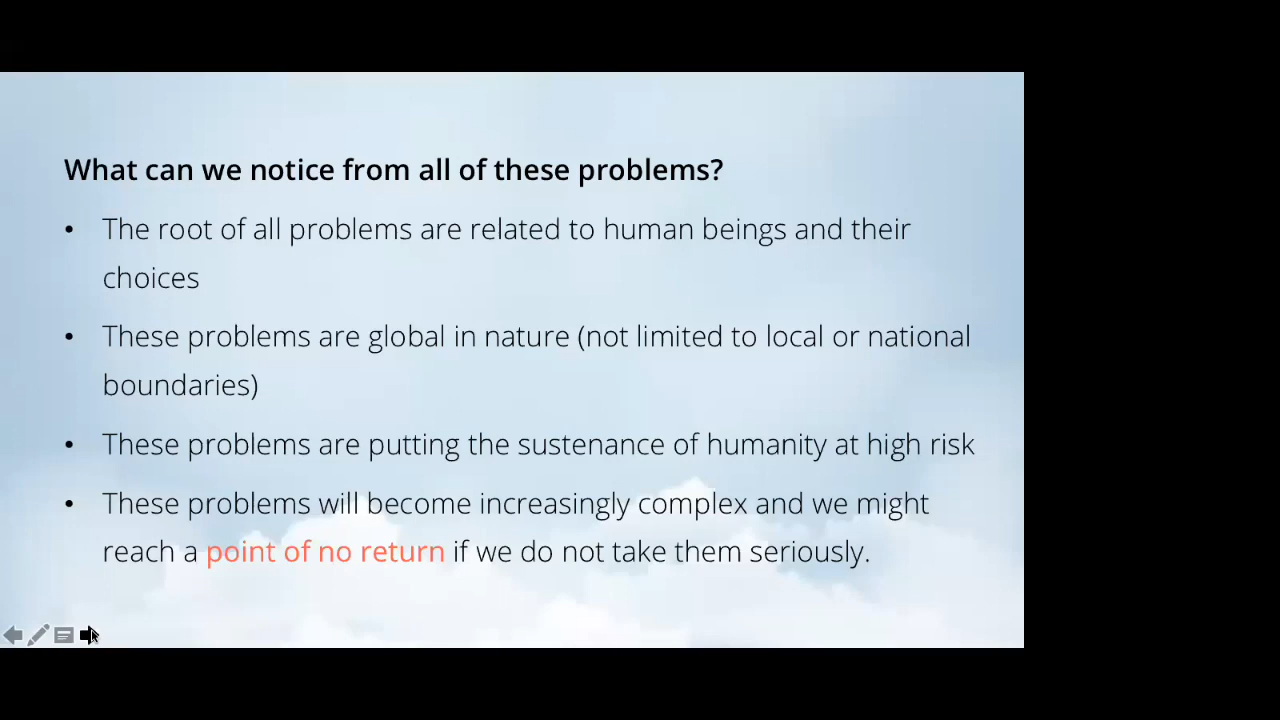 What can we notice from all of these problems?
• The root of all problems are related to human beings and their
choices
• These problems are global in nature (not limited to local or national
boundaries)
• These problems are putting the sustenance of humanity at high risk
• These problems will become increasingly complex and we might
reach a point of no return if we do not take them seriously.